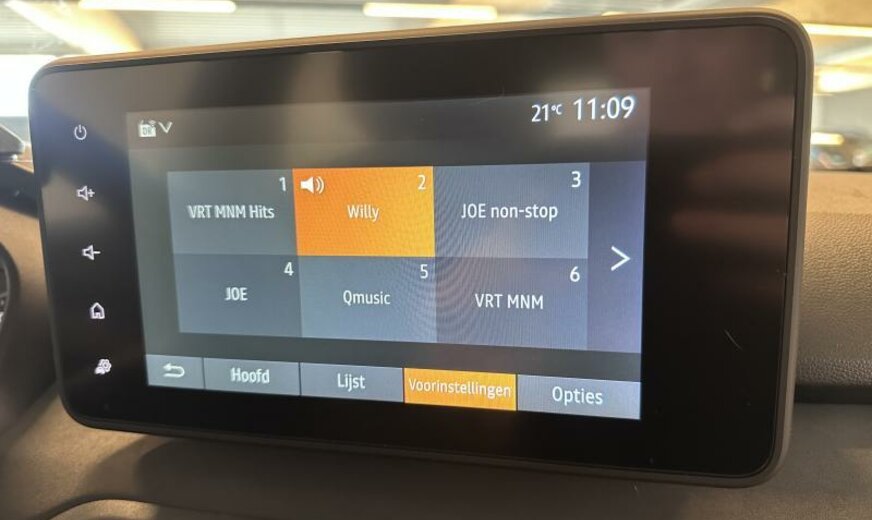 DR
21°C 11:09
1 2 3
VRT MNM Hits Willy JOE non-stop
4 5 6
JOE Qmusic VRT MNM
Hoofd Lijst Voorinstellingen Opties